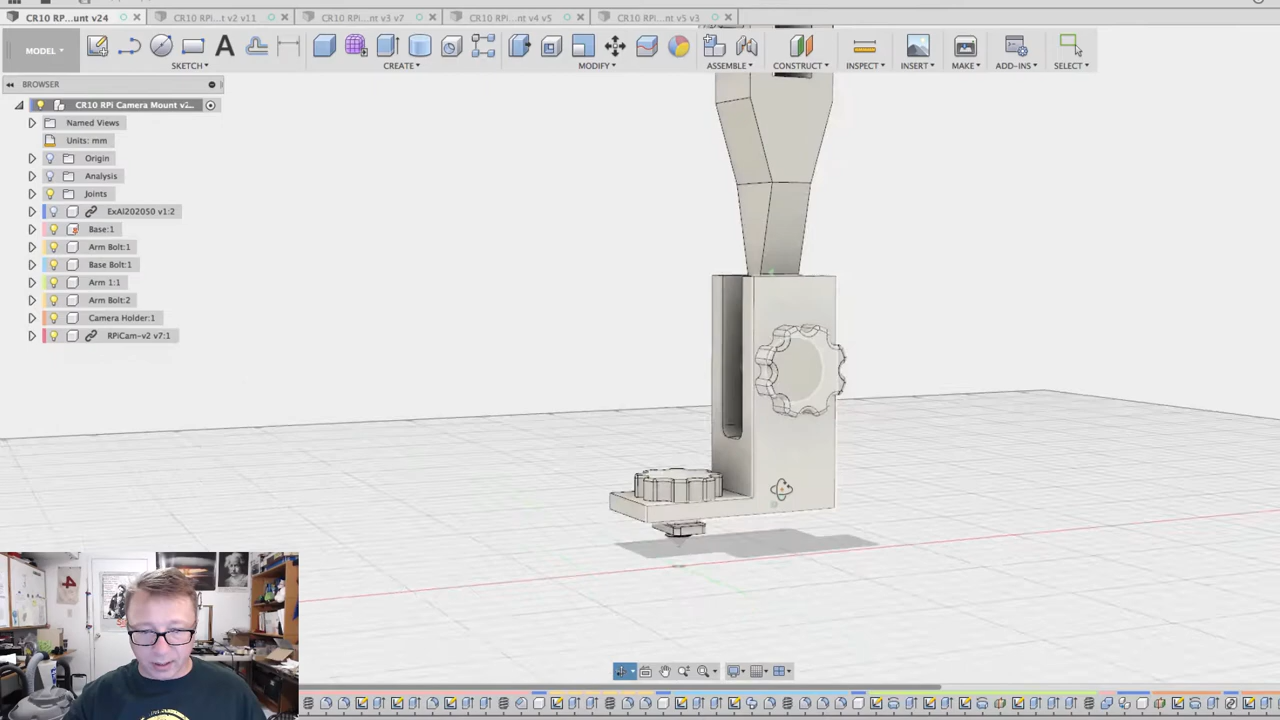 CR10 RP...unt v24
CR10 RPi...t v2 v11
CR10 RPi...nt v3 v7
CR10 RPi...nt v4 v5
CR10 RPi...nt v5 v3
MODEL
SKETCH
CREATE
MODIFY
ASSEMBLE
CONSTRUCT
INSPECT
INSERT
MAKE
ADD-INS
SELECT
BROWSER
CR10 RPi Camera Mount v2...
Named Views
Units: mm
Origin
Analysis
Joints
ExAl202050 v1:2
Base:1
Arm Bolt:1
Base Bolt:1
Arm 1:1
Arm Bolt:2
Camera Holder:1
RPiCam-v2 v7:1